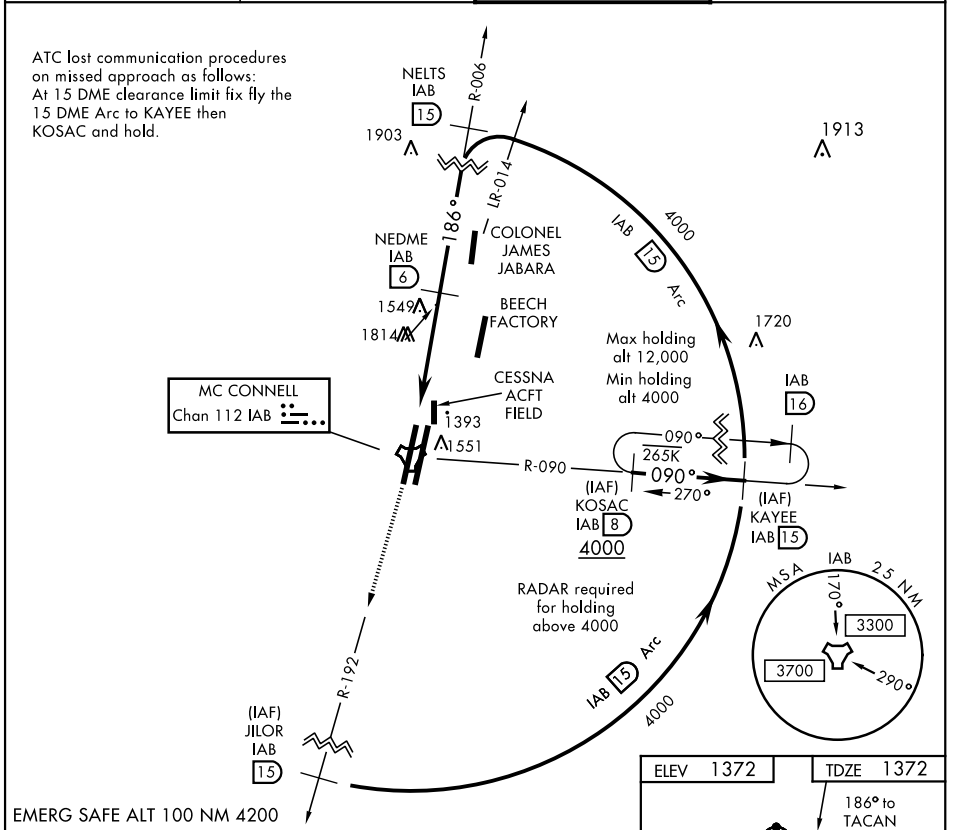 ATC lost communication procedures
on missed approach as follows:
At 15 DME clearance limit fix fly the
15 DME Arc to KAYEE then
KOSAC and hold.
NELTS
IAB
15
R-006
1903
1913
LR-014
186°
IAB 15 Arc
4000
NEDME
IAB
6
COLONEL
JAMES
JABARA
1549
1814
BEECH
FACTORY
1720
Max holding
alt 12,000
Min holding
alt 4000
MC CONNELL
Chan 112 IAB
CESSNA
ACFT
FIELD
1393
1551
IAB
16
090°
265K
R-090
090°
270°
(IAF)
KOSAC
IAB 8
4000
(IAF)
KAYEE
IAB 15
RADAR required
for holding
above 4000
MSA IAB 25 NM
170°
3300
3700
290°
R-192
IAB 15 Arc
4000
(IAF)
JILOR
IAB
15
ELEV 1372
TDZE 1372
186° to
TACAN
EMERG SAFE ALT 100 NM 4200